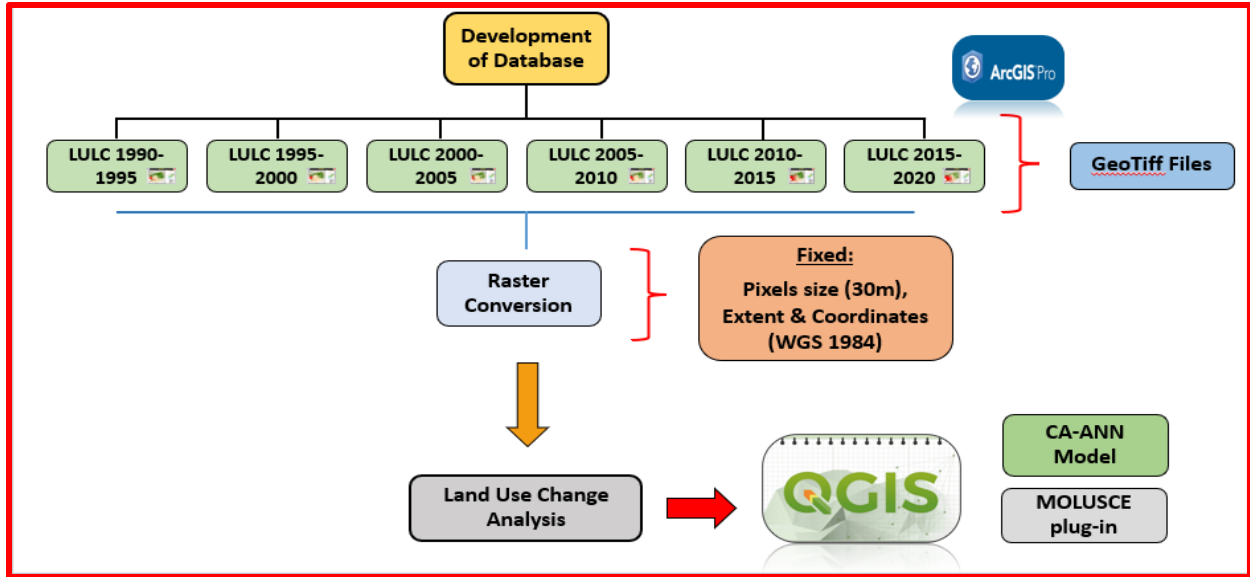 Development
of Database
ArcGIS Pro
LULC 1990-
1995
LULC 1995-
2000
LULC 2000-
2005
LULC 2005-
2010
LULC 2010-
2015
LULC 2015-
2020
GeoTiff Files
Raster
Conversion
Fixed:
Pixels size (30m),
Extent & Coordinates
(WGS 1984)
Land Use Change
Analysis
QGIS
CA-ANN
Model
MOLUSCE
plug-in